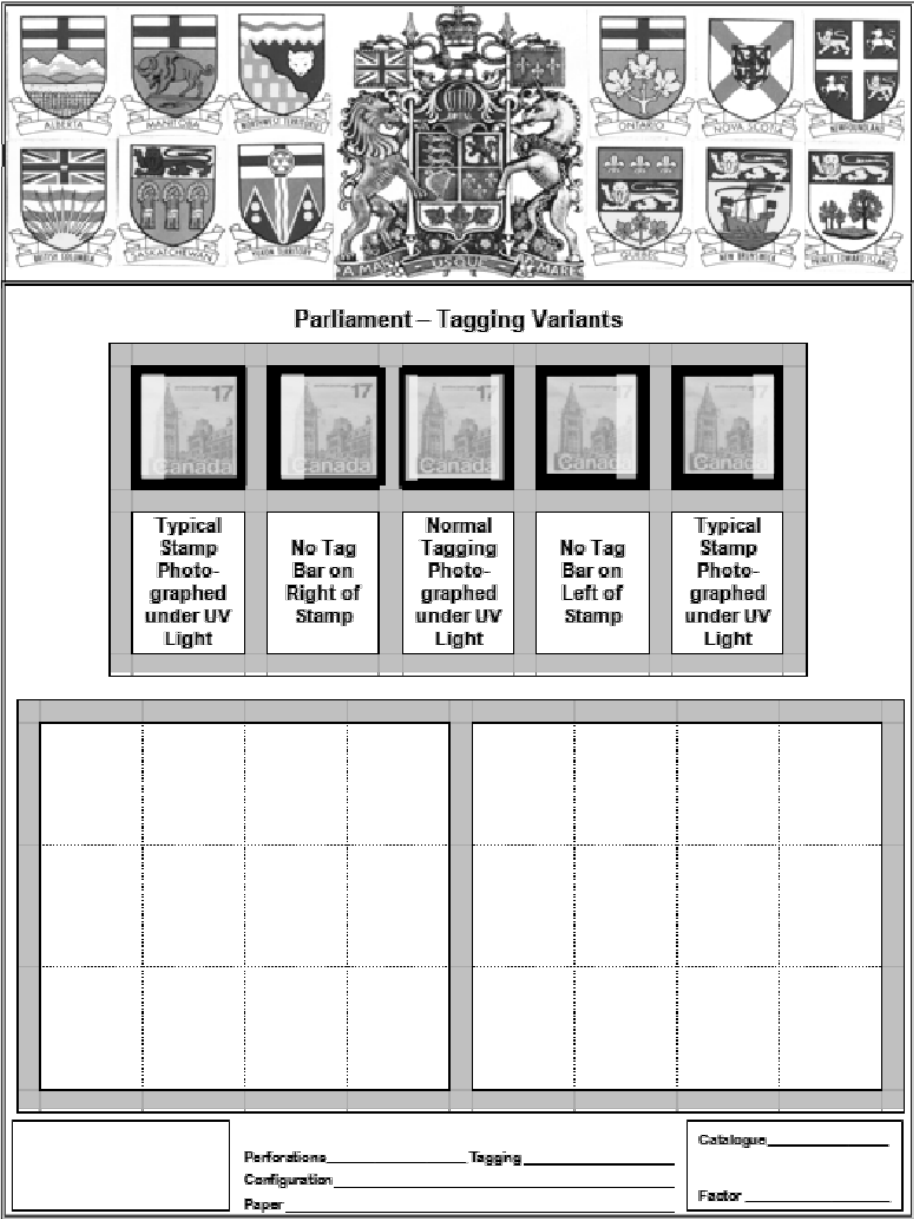 ALBERTA
MANITOBA
NORTHWEST TERRITORIES
ONTARIO
NOVA SCOTIA
NEWFOUNDLAND
BRITISH COLUMBIA
SASKATCHEWAN
YUKON TERRITORY
A MARI USQUE AD MARE
QUEBEC
NEW BRUNSWICK
PRINCE EDWARD ISLAND
Parliament – Tagging Variants
17
Canada
17
Canada
17
Canada
17
Canada
17
Canada
Typical
Stamp
Photo-
graphed
under UV
Light
No Tag
Bar on
Right of
Stamp
Normal
Tagging
Photo-
graphed
under UV
Light
No Tag
Bar on
Left of
Stamp
Typical
Stamp
Photo-
graphed
under UV
Light
Perforations Tagging
Configuration
Paper
Catalogue
Factor